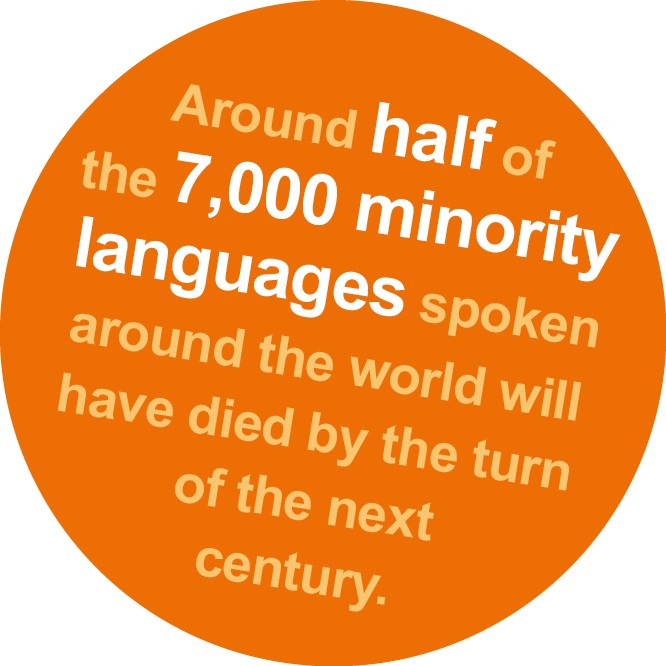 Around half of
the 7,000 minority
languages spoken
around the world will
have died by the turn
of the next
century.